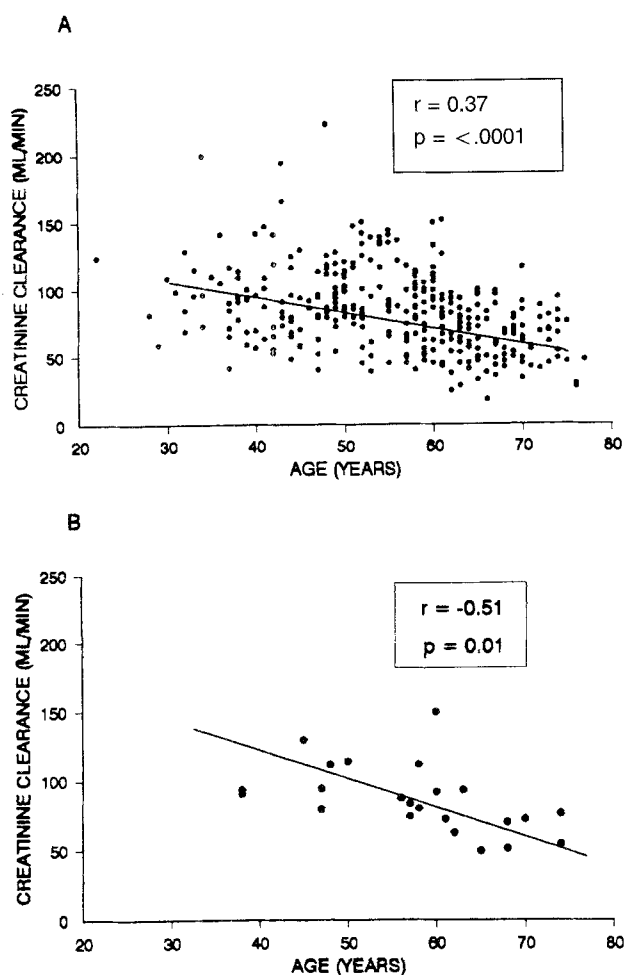 A
r = 0.37
p = <.0001
CREATININE CLEARANCE (ML/MIN)
250
200
150
100
50
0
20 30 40 50 60 70 80
AGE (YEARS)
B
r = -0.51
p = 0.01
CREATININE CLEARANCE (ML/MIN)
250
200
150
100
50
0
20 30 40 50 60 70 80
AGE (YEARS)